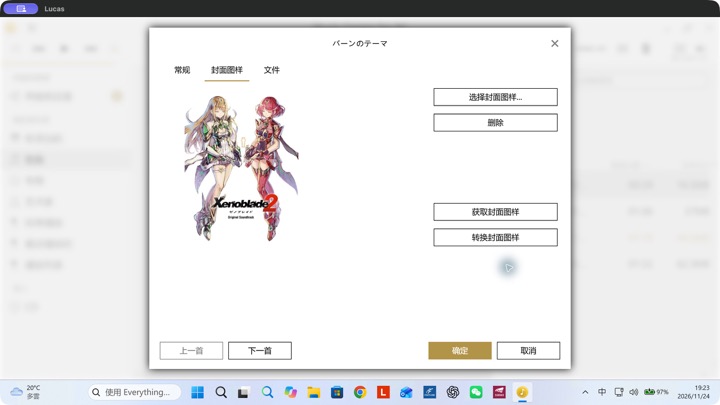 Lucas
バーンのテーマ
常规 封面图样 文件
选择封面图样...
删除
Xenoblade2
ゼノブレイド
Original Soundtrack
获取封面图样
转换封面图样
上一首 下一首 确定 取消
20°C
多云
使用 Everything...
中
97%
19:23
2026/11/24